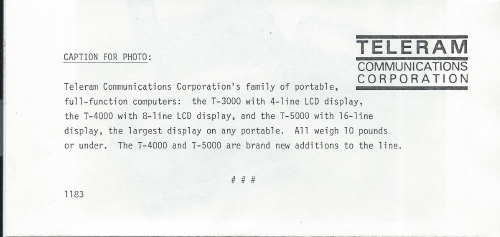 TELERAM
COMMUNICATIONS
CORPORATION
CAPTION FOR PHOTO:
Teleram Communications Corporation's family of portable,
full-function computers: the T-3000 with 4-line LCD display,
the T-4000 with 8-line LCD display, and the T-5000 with 16-line
display, the largest display on any portable. All weigh 10 pounds
or under. The T-4000 and T-5000 are brand new additions to the line.
# # #
1183